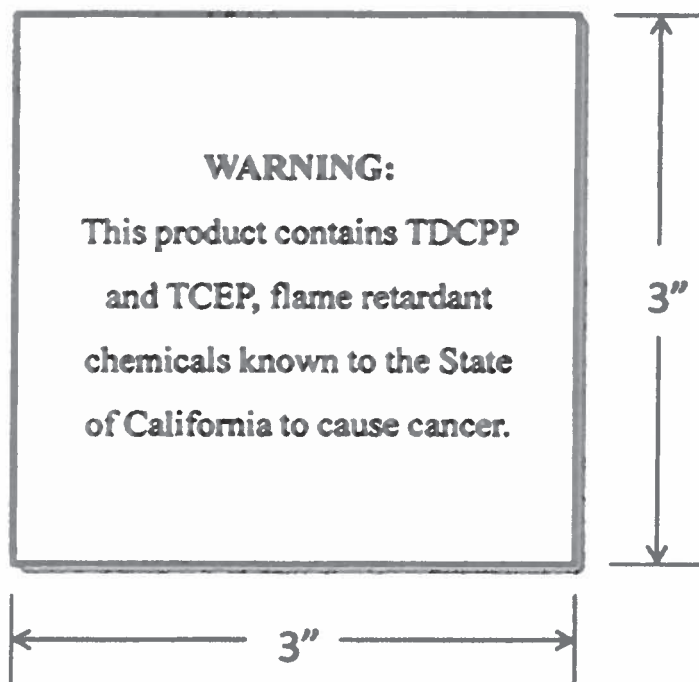 WARNING:
This product contains TDCPP
and TCEP, flame retardant
chemicals known to the State
of California to cause cancer.
3"
3"